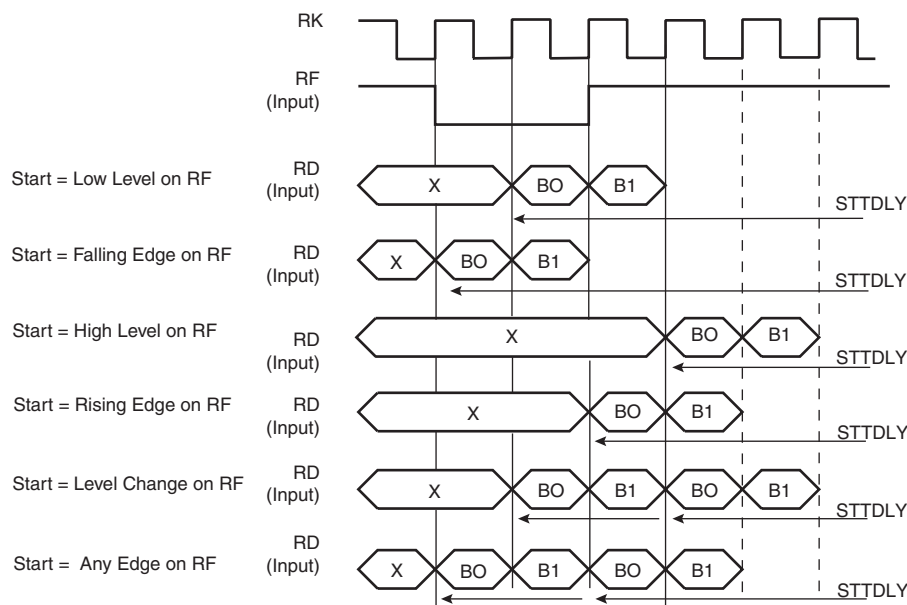 RK
RF
(Input)
Start = Low Level on RF
RD
(Input)
X
BO
B1
STTDLY
Start = Falling Edge on RF
RD
(Input)
X
BO
B1
STTDLY
Start = High Level on RF
RD
(Input)
X
BO
B1
STTDLY
Start = Rising Edge on RF
RD
(Input)
X
BO
B1
STTDLY
Start = Level Change on RF
RD
(Input)
X
BO
B1
BO
B1
STTDLY
Start = Any Edge on RF
RD
(Input)
X
BO
B1
BO
B1
STTDLY